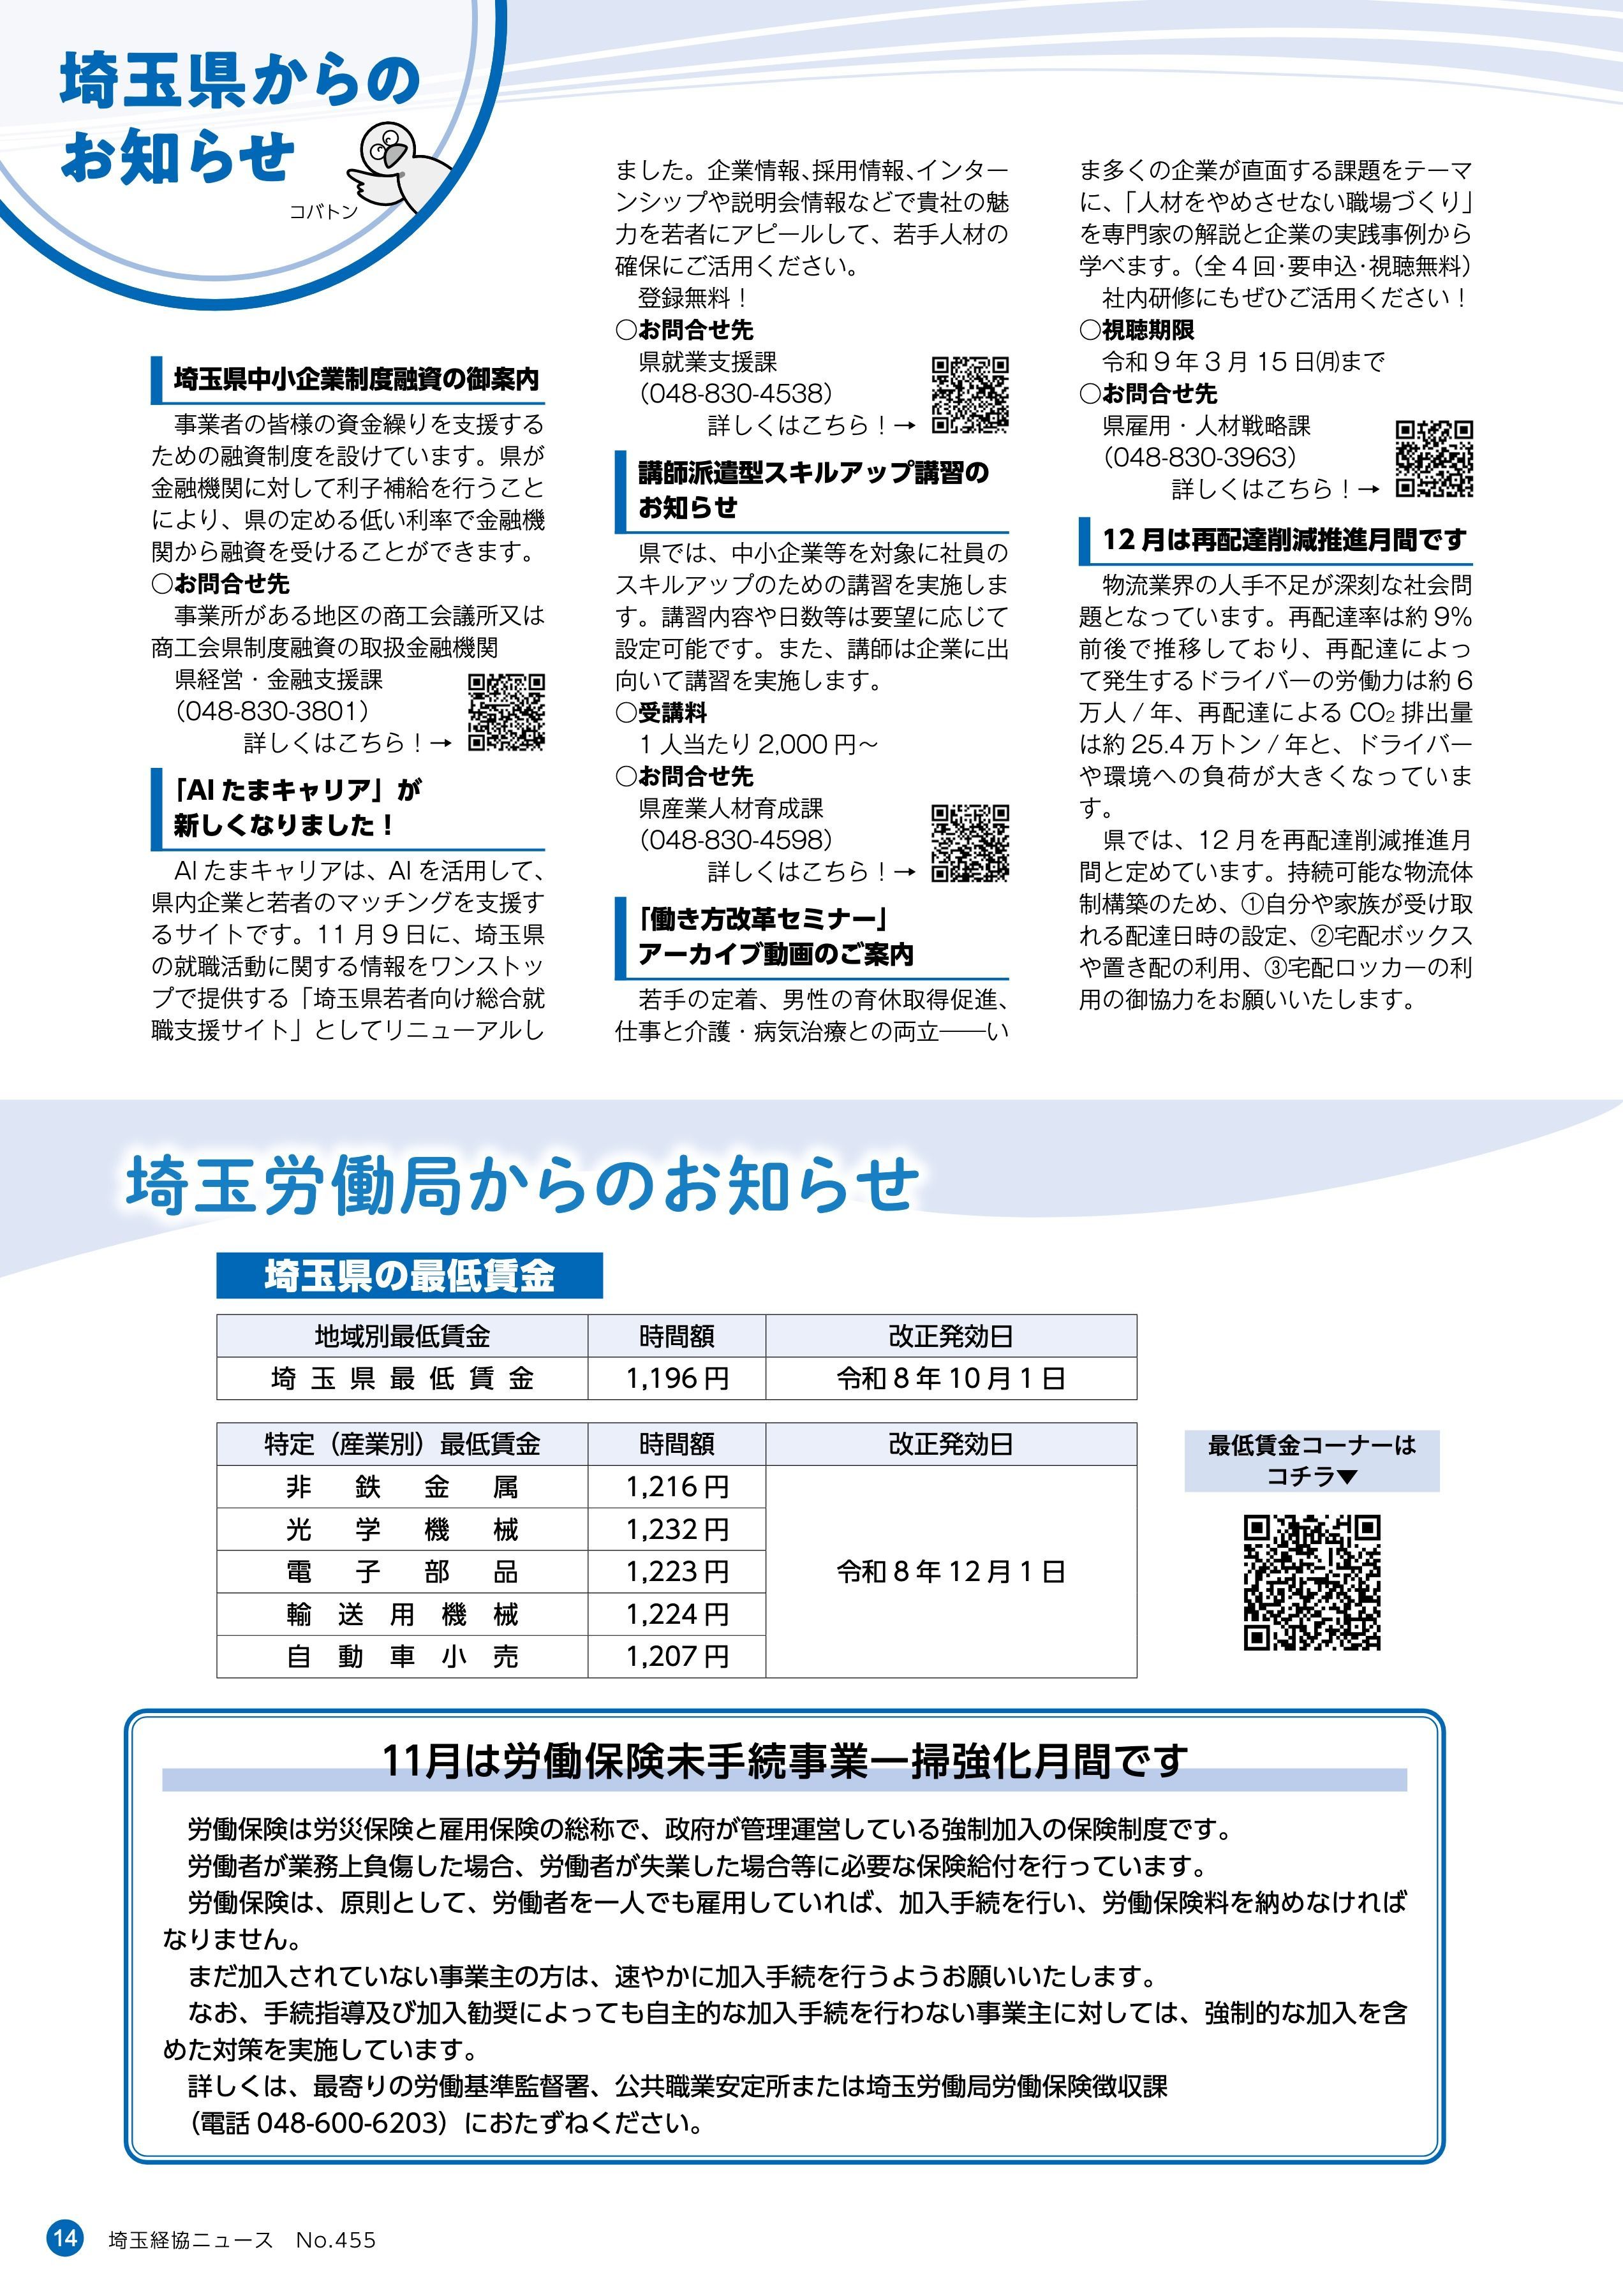 埼玉県からの
お知らせ
コバトン
埼玉県中小企業制度融資の御案内
　事業者の皆様の資金繰りを支援する
ための融資制度を設けています。県が
金融機関に対して利子補給を行うこと
により、県の定める低い利率で金融機
関から融資を受けることができます。
○お問合せ先
　事業所がある地区の商工会議所又は
商工会県制度融資の取扱金融機関
　県経営・金融支援課
　（048-830-3801）
詳しくはこちら！→
「AIたまキャリア」が
新しくなりました！
　AIたまキャリアは、AIを活用して、
県内企業と若者のマッチングを支援す
るサイトです。11月9日に、埼玉県
の就職活動に関する情報をワンストッ
プで提供する「埼玉県若者向け総合就
職支援サイト」としてリニューアルし
ました。企業情報、採用情報、インター
ンシップや説明会情報などで貴社の魅
力を若者にアピールして、若手人材の
確保にご活用ください。
　登録無料！
○お問合せ先
　県就業支援課
　（048-830-4538）
詳しくはこちら！→
講師派遣型スキルアップ講習の
お知らせ
　県では、中小企業等を対象に社員の
スキルアップのための講習を実施しま
す。講習内容や日数等は要望に応じて
設定可能です。また、講師は企業に出
向いて講習を実施します。
○受講料
　1人当たり2,000円～
○お問合せ先
　県産業人材育成課
　（048-830-4598）
詳しくはこちら！→
「働き方改革セミナー」
アーカイブ動画のご案内
　若手の定着、男性の育休取得促進、
仕事と介護・病気治療との両立――い
ま多くの企業が直面する課題をテーマ
に、「人材をやめさせない職場づくり」
を専門家の解説と企業の実践事例から
学べます。（全4回・要申込・視聴無料）
　社内研修にもぜひご活用ください！
○視聴期限
　令和9年3月15日㈪まで
○お問合せ先
　県雇用・人材戦略課
　（048-830-3963）
詳しくはこちら！→
12月は再配達削減推進月間です
　物流業界の人手不足が深刻な社会問
題となっています。再配達率は約9%
前後で推移しており、再配達によっ
て発生するドライバーの労働力は約6
万人/年、再配達によるCO₂排出量
は約25.4万トン/年と、ドライバー
や環境への負荷が大きくなっていま
す。
　県では、12月を再配達削減推進月
間と定めています。持続可能な物流体
制構築のため、①自分や家族が受け取
れる配達日時の設定、②宅配ボックス
や置き配の利用、③宅配ロッカーの利
用の御協力をお願いいたします。
埼玉労働局からのお知らせ
埼玉県の最低賃金
地域別最低賃金　時間額　改正発効日
埼玉県最低賃金　1,196円　令和8年10月1日
特定（産業別）最低賃金　時間額　改正発効日
非鉄金属　1,216円
光学機械　1,232円
電子部品　1,223円　令和8年12月1日
輸送用機械　1,224円
自動車小売　1,207円
最低賃金コーナーは
コチラ▼
11月は労働保険未手続事業一掃強化月間です
　労働保険は労災保険と雇用保険の総称で、政府が管理運営している強制加入の保険制度です。
　労働者が業務上負傷した場合、労働者が失業した場合等に必要な保険給付を行っています。
　労働保険は、原則として、労働者を一人でも雇用していれば、加入手続を行い、労働保険料を納めなければ
なりません。
　まだ加入されていない事業主の方は、速やかに加入手続を行うようお願いいたします。
　なお、手続指導及び加入勧奨によっても自主的な加入手続を行わない事業主に対しては、強制的な加入を含
めた対策を実施しています。
　詳しくは、最寄りの労働基準監督署、公共職業安定所または埼玉労働局労働保険徴収課
　（電話048-600-6203）におたずねください。
14　埼玉経協ニュース　No.455